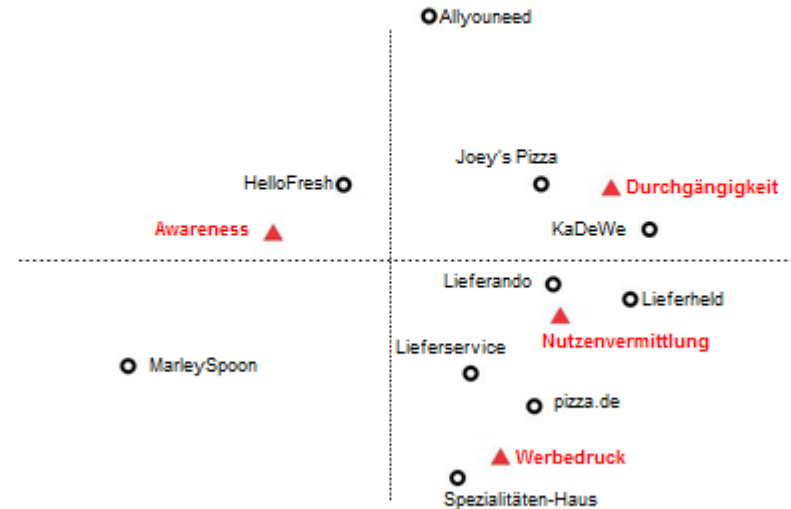 Allyouneed
Joey's Pizza
HelloFresh
Durchgängigkeit
Awareness
KaDeWe
Lieferando
Lieferheld
Nutzenvermittlung
Lieferservice
MarleySpoon
pizza.de
Werbedruck
Spezialitäten-Haus